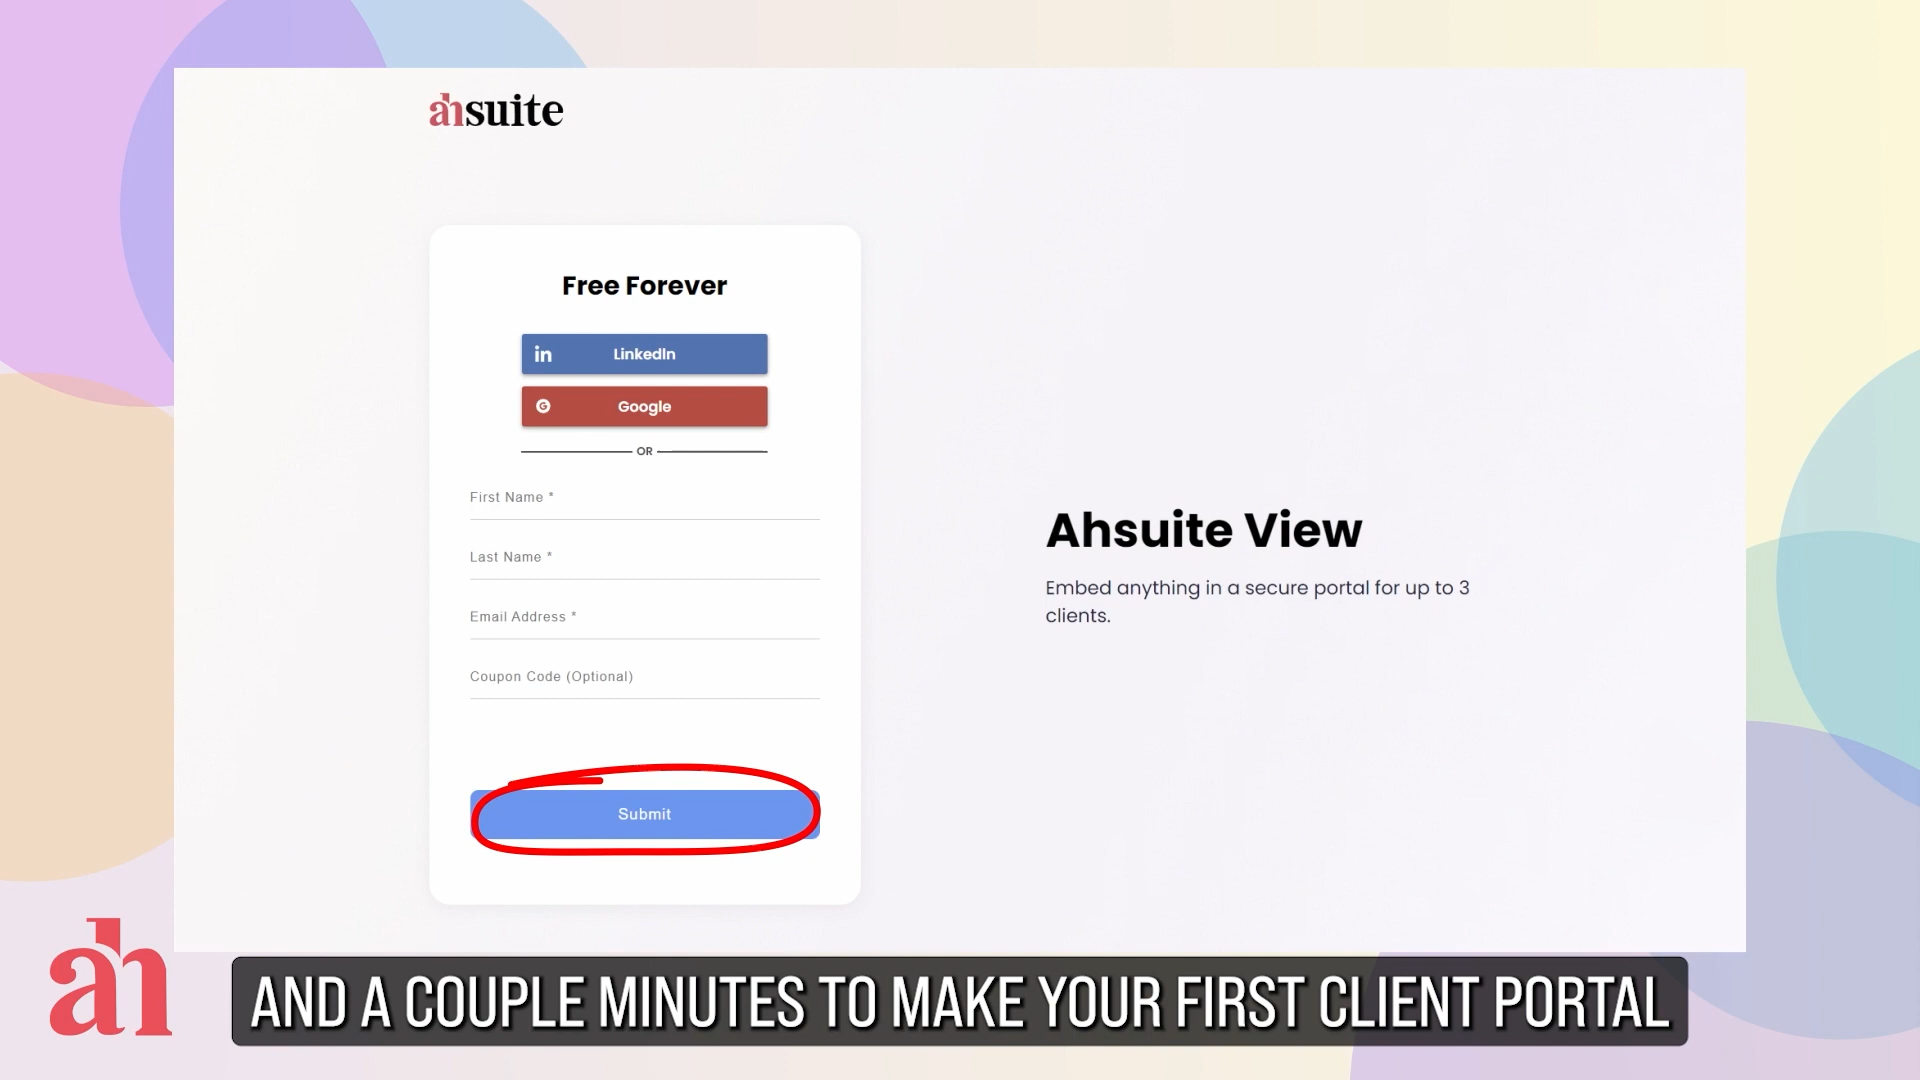 ahsuite
Free Forever
in LinkedIn
G Google
OR
First Name *
Last Name *
Email Address *
Coupon Code (Optional)
Submit
Ahsuite View
Embed anything in a secure portal for up to 3
clients.
ah
AND A COUPLE MINUTES TO MAKE YOUR FIRST CLIENT PORTAL